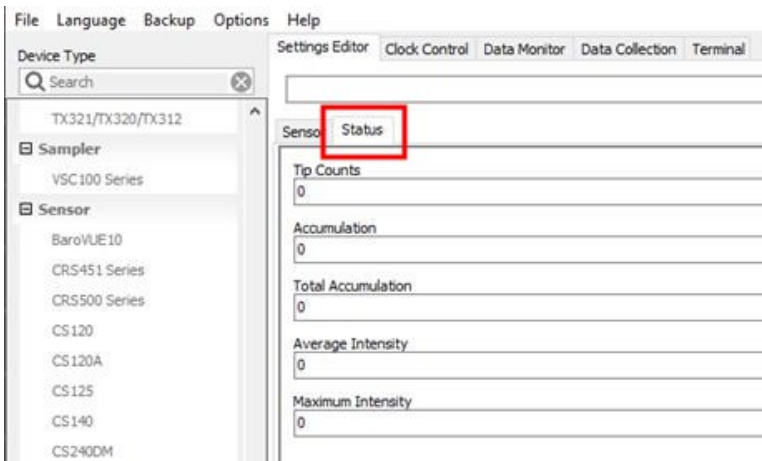 File Language Backup Options Help
Device Type
Search
TX321/TX320/TX312
Sampler
VSC100 Series
Sensor
BaroVUE10
CRS451 Series
CRS500 Series
CS120
CS120A
CS125
CS140
CS240DM
Settings Editor Clock Control Data Monitor Data Collection Terminal
Status
Tip Counts
0
Accumulation
0
Total Accumulation
0
Average Intensity
0
Maximum Intensity
0